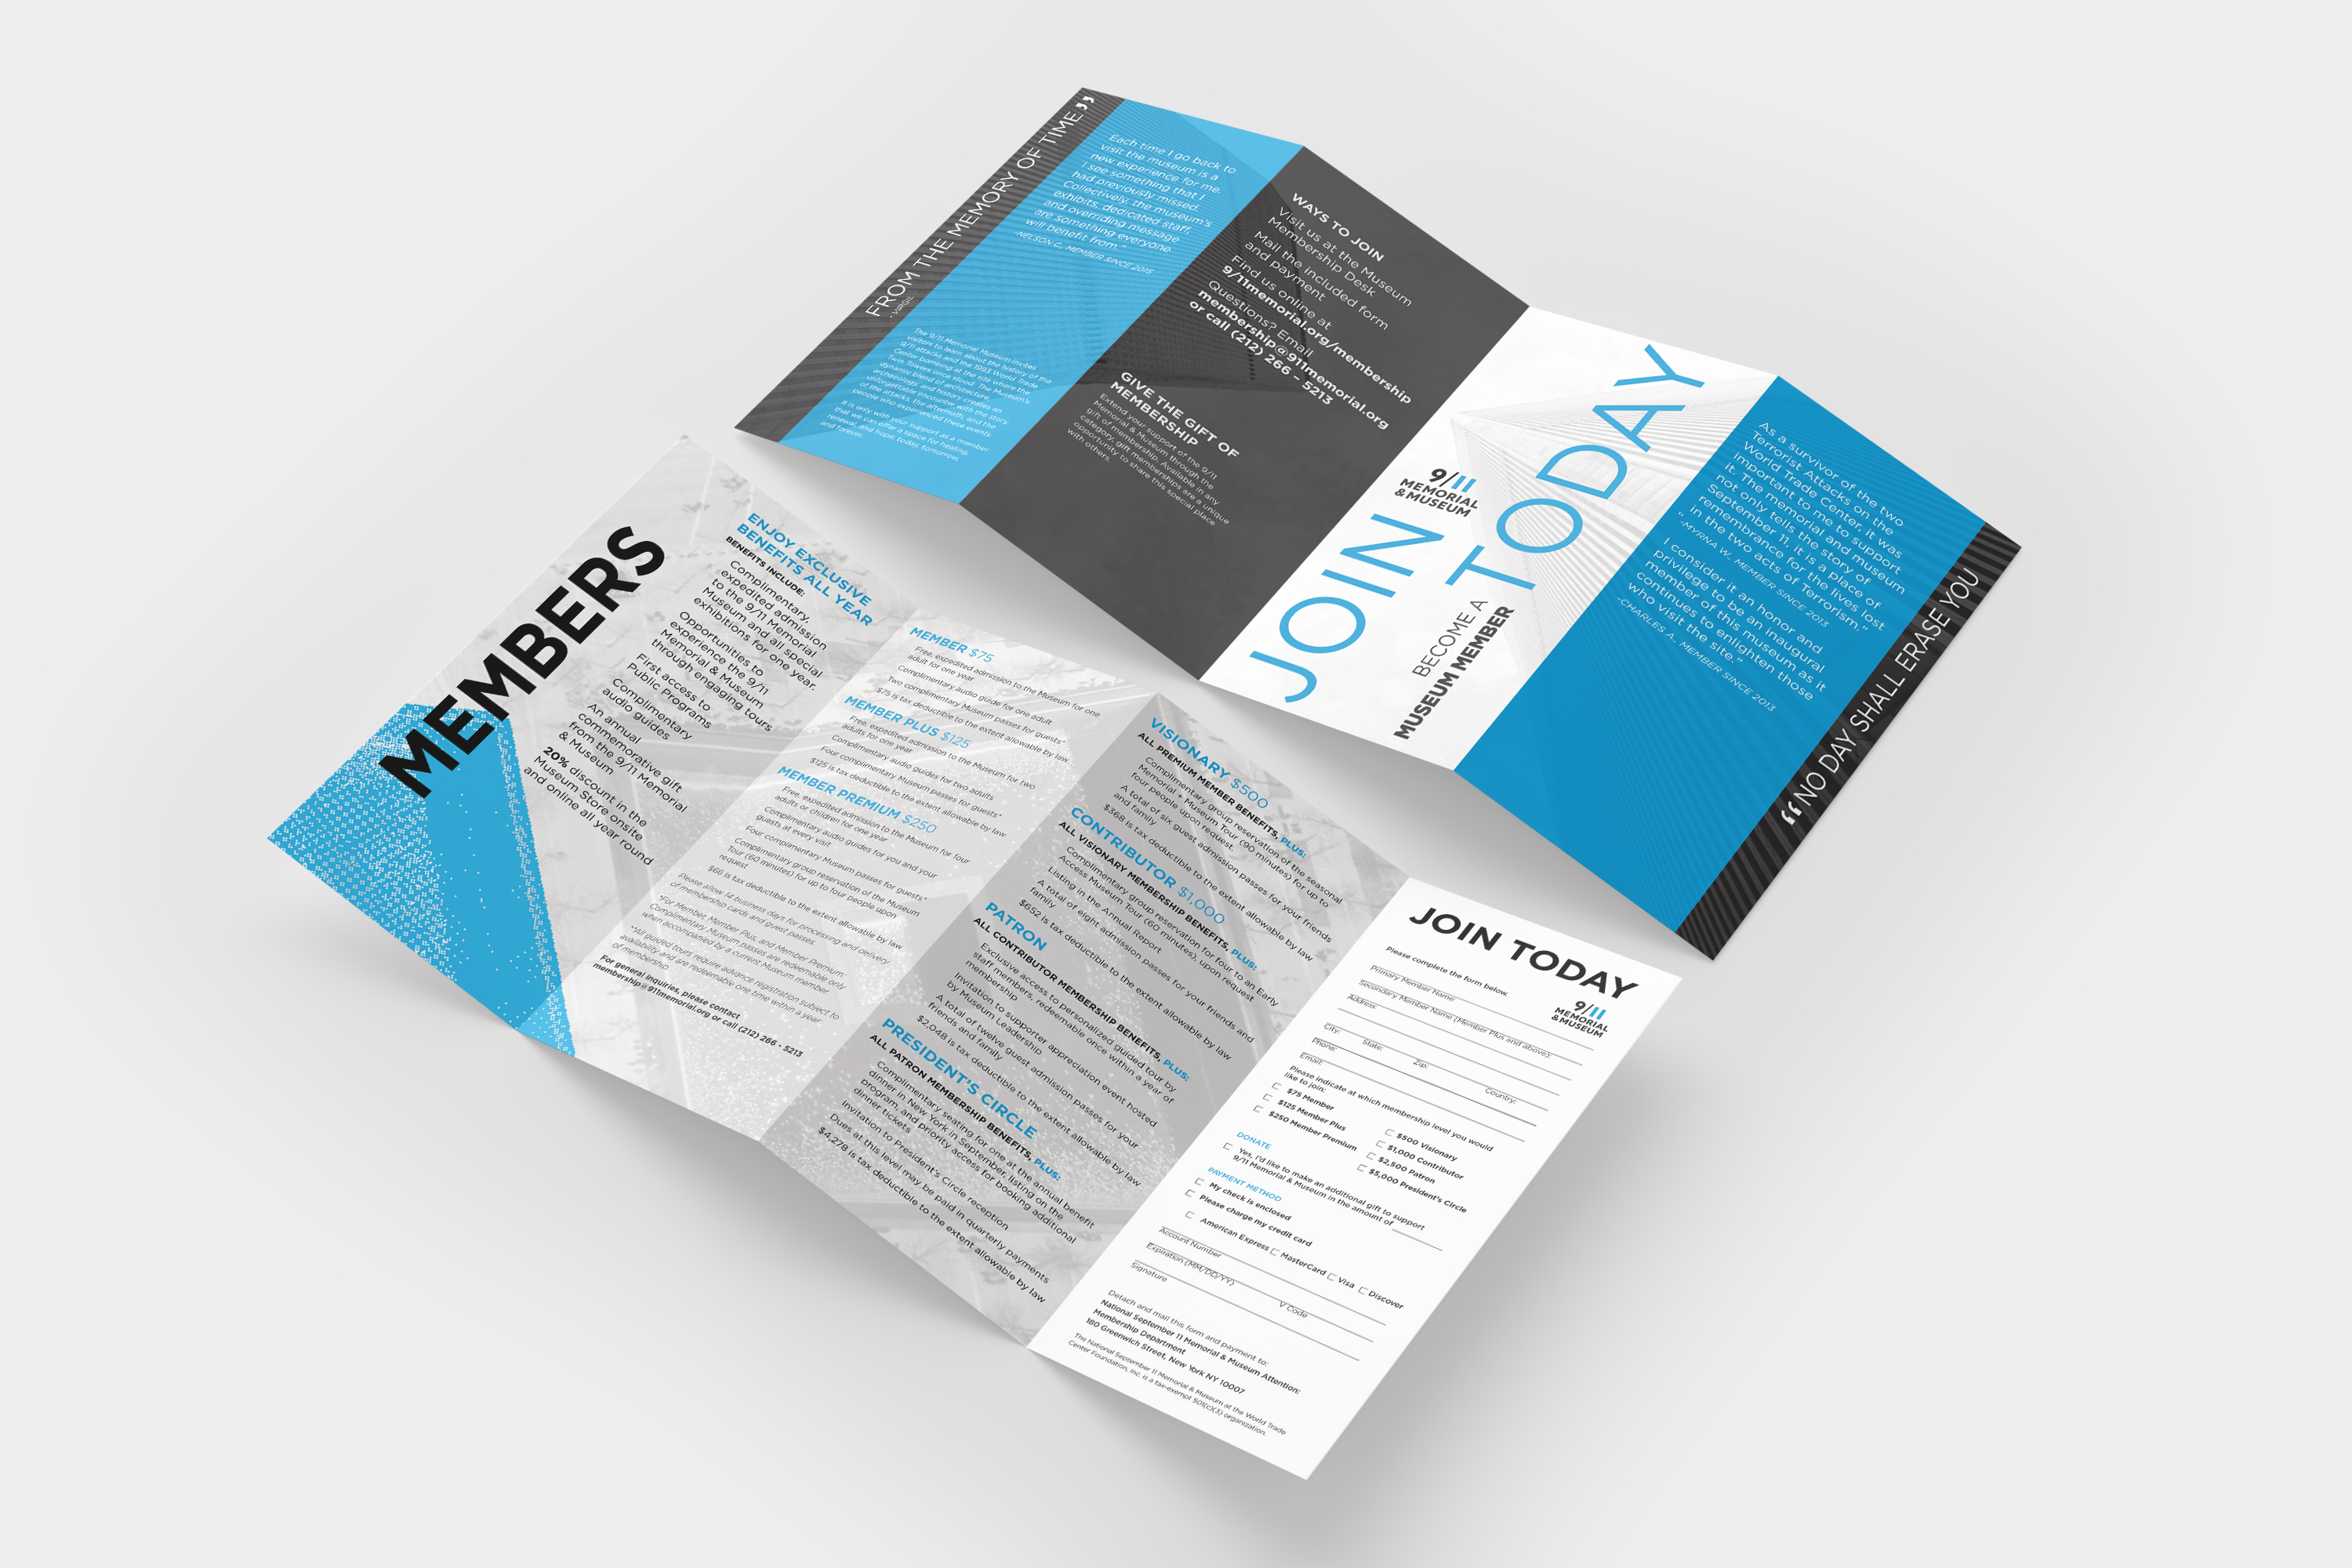 FROM THE MEMORY OF TIME”
- VIRGIL
Each time I go back to
visit the museum is a
new experience for me.
I see something that I
had previously missed.
Collectively, the museum's
exhibits, dedicated staff,
and overriding message
are something everyone
will benefit from."
-NELSON C. MEMBER SINCE 2015
The 9/11 Memorial Museum invites
visitors to learn about the history of the
9/11 attacks and the 1993 World Trade
Center bombing at the site where the
Twin Towers once stood. The Museum's
dynamic blend of architecture,
archaeology, and history creates an
unforgettable encounter with the story
of the attacks, the aftermath, and the
people who experienced these events.
It is only with your support as a member
that we can offer a space for healing,
renewal, and hope, today, tomorrow,
and forever.
WAYS TO JOIN
Visit us at the Museum
Membership Desk
Mail the included form
and payment
Find us online at
9/11memorial.org/membership
Questions? Email
membership@911memorial.org
or call (212) 266 - 5213
GIVE THE GIFT OF
MEMBERSHIP
Extend your support of the 9/11
Memorial & Museum through the
gift of membership. Available in any
category, gift memberships are a unique
opportunity to share this special place
with others.
JOIN
TODAY
9/11
MEMORIAL
&MUSEUM
BECOME A
MUSEUM MEMBER
As a survivor of the two
Terrorist Attacks on the
World Trade Center, it was
important to me to support
it. The memorial and museum
not only tells the story of
September 11, it is a place of
remembrance for the lives lost
in the two acts of Terrorism."
"
-MYRNA W. MEMBER SINCE 2013
I consider it an honor and
privilege to be an inaugural
member of this museum as it
continues to enlighten those
who visit the site."
-CHARLES A. MEMBER SINCE 2013
“NO DAY SHALL ERASE YOU
MEMBERS
ENJOY EXCLUSIVE
BENEFITS ALL YEAR
BENEFITS INCLUDE:
Complimentary,
expedited admission
to the 9/11 Memorial
Museum and all special
exhibitions for one year.
Opportunities to
experience the 9/11
Memorial & Museum
through engaging tours
First access to
Public Programs
Complimentary
audio guides
An annual
commemorative gift
from the 9/11 Memorial
& Museum
20% discount in the
Museum Store onsite
and online all year round
MEMBER $75
Free, expedited admission to the Museum for one
adult for one year
Complimentary audio guide for one adult
Two complimentary Museum passes for guests*
$75 is tax deductible to the extent allowable by law
MEMBER PLUS $125
Free, expedited admission to the Museum for two
adults for one year
Complimentary audio guides for two adults
Four complimentary Museum passes for guests*
$125 is tax deductible to the extent allowable by law
MEMBER PREMIUM $250
Free, expedited admission to the Museum for four
adults or children for one year
Complimentary audio guides for you and your
guests at every visit
Four complimentary Museum passes for guests*
Complimentary group reservation of the Museum
Tour (60 minutes) for up to four people upon
request
$66 is tax deductible to the extent allowable by law
Please allow 14 business days for processing and delivery
of membership cards and guest passes.
*For Member, Member Plus, and Member Premium:
Complimentary Museum passes are redeemable only
when accompanied by a current Museum member
**All guided tours require advance registration subject to
availability and are redeemable one time within a year
of membership.
For general inquiries, please contact
membership@911memorial.org or call (212) 266 - 5213
VISIONARY $500
ALL PREMIUM MEMBER BENEFITS, PLUS:
Complimentary group reservation of the seasonal
Memorial + Museum Tour (90 minutes) for up to
four people upon request.
A total of six guest admission passes for your friends
and family
$368 is tax deductible to the extent allowable by law
CONTRIBUTOR $1,000
ALL VISIONARY MEMBERSHIP BENEFITS, PLUS:
Complimentary group reservation for four to an Early
Access Museum Tour (60 minutes), upon request
Listing in the Annual Report
A total of eight admission passes for your friends and
family
$652 is tax deductible to the extent allowable by law
PATRON
ALL CONTRIBUTOR MEMBERSHIP BENEFITS, PLUS:
Exclusive access to personalized guided tour by
staff members, redeemable once within a year of
membership
Invitation to supporter appreciation event hosted
by Museum Leadership
A total of twelve guest admission passes for your
friends and family
$2,048 is tax deductible to the extent allowable by law
PRESIDENT'S CIRCLE
ALL PATRON MEMBERSHIP BENEFITS, PLUS:
Complimentary seating for one at the annual benefit
dinner in New York in September, listing on the
program, and priority access for booking additional
dinner tickets
Invitation to President's Circle reception
Dues at this level may be paid in quarterly payments
$4,278 is tax deductible to the extent allowable by law
JOIN TODAY
Please complete the form below.
9/11
MEMORIAL
&MUSEUM
Primary Member Name:
Secondary Member Name (Member Plus and above):
Address:
City: State: Zip: Country:
Phone:
Email:
Please indicate at which membership level you would
like to join:
$75 Member
$125 Member Plus
$250 Member Premium
$500 Visionary
$1,000 Contributor
$2,500 Patron
$5,000 President's Circle
DONATE
Yes, I'd like to make an additional gift to support
9/11 Memorial & Museum in the amount of
PAYMENT METHOD
My check is enclosed
Please charge my credit card
American Express MasterCard Visa Discover
Account Number
Expiration (MM/DD/YY) V Code
Signature
Detach and mail this form and payment to:
National September 11 Memorial & Museum Attention:
Membership Department
180 Greenwich Street, New York NY 10007
The National September 11 Memorial & Museum at the World Trade
Center Foundation, Inc. is a tax-exempt 501(c)(3) organization.